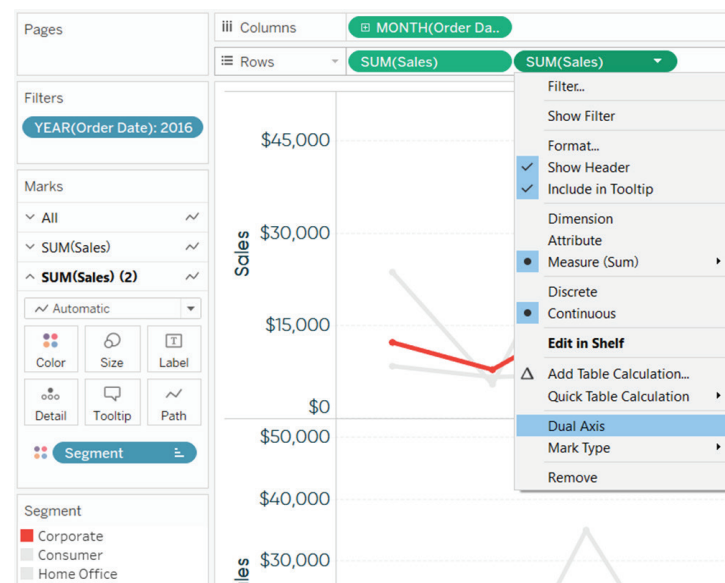 Pages
Columns
MONTH(Order Da..
Rows
SUM(Sales)
SUM(Sales)
Filters
YEAR(Order Date): 2016
Marks
All
SUM(Sales)
SUM(Sales) (2)
Automatic
Color
Size
Label
Detail
Tooltip
Path
Segment
Segment
Corporate
Consumer
Home Office
Sales
$45,000
$30,000
$15,000
$0
$50,000
$40,000
$30,000
Filter...
Show Filter
Format...
Show Header
Include in Tooltip
Dimension
Attribute
Measure (Sum)
Discrete
Continuous
Edit in Shelf
Add Table Calculation...
Quick Table Calculation
Dual Axis
Mark Type
Remove